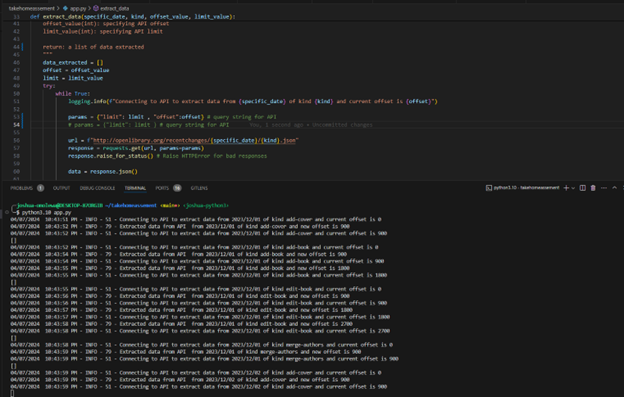 takehomeassement > app.py > extract_data
11 def extract_data(specific_date, kind, offset_value, limit_value):
41 offset_value(int): specifying API offset
42 limit_value(int): specifying API limit
44 return: a list of data extracted
45 """
46 data_extracted = []
47 offset = offset_value
48 limit = limit_value
49 try:
50 while True:
51 logging.info(f"Connecting to API to extract data from {specific_date} of kind {kind} and current offset is {offset}")
53 params = {"limit": limit , "offset":offset} # query string for API
54 # params = {"limit": limit } # query string for API You, 1 second ago • Uncommitted changes
56 url = f"http://openlibrary.org/recentchanges/{specific_date}/{kind}.json"
57 response = requests.get(url, params=params)
58 response.raise_for_status() # Raise HTTPError for bad responses
data = response.json()
PROBLEMS 1 OUTPUT DEBUG CONSOLE TERMINAL PORTS GITLENS python3.10 - takehomeassement
~/takehomeassement <main*>
$ python3.10 app.py
04/07/2024 10:43:51 PM - INFO - 51 - Connecting to API to extract data from 2023/12/01 of kind add-cover and current offset is 0
04/07/2024 10:43:52 PM - INFO - 79 - Extracted data from API from 2023/12/01 of kind add-cover and new offset is 900
04/07/2024 10:43:52 PM - INFO - 51 - Connecting to API to extract data from 2023/12/01 of kind add-cover and current offset is 900
[]
04/07/2024 10:43:52 PM - INFO - 51 - Connecting to API to extract data from 2023/12/01 of kind add-book and current offset is 0
04/07/2024 10:43:54 PM - INFO - 79 - Extracted data from API from 2023/12/01 of kind add-book and new offset is 900
04/07/2024 10:43:54 PM - INFO - 51 - Connecting to API to extract data from 2023/12/01 of kind add-book and current offset is 900
04/07/2024 10:43:55 PM - INFO - 79 - Extracted data from API from 2023/12/01 of kind add-book and new offset is 1800
04/07/2024 10:43:55 PM - INFO - 51 - Connecting to API to extract data from 2023/12/01 of kind add-book and current offset is 1800
[]
04/07/2024 10:43:55 PM - INFO - 51 - Connecting to API to extract data from 2023/12/01 of kind edit-book and current offset is 0
04/07/2024 10:43:56 PM - INFO - 79 - Extracted data from API from 2023/12/01 of kind edit-book and new offset is 900
04/07/2024 10:43:56 PM - INFO - 51 - Connecting to API to extract data from 2023/12/01 of kind edit-book and current offset is 900
04/07/2024 10:43:57 PM - INFO - 79 - Extracted data from API from 2023/12/01 of kind edit-book and new offset is 1800
04/07/2024 10:43:57 PM - INFO - 51 - Connecting to API to extract data from 2023/12/01 of kind edit-book and current offset is 1800
04/07/2024 10:43:58 PM - INFO - 79 - Extracted data from API from 2023/12/01 of kind edit-book and new offset is 2700
04/07/2024 10:43:58 PM - INFO - 51 - Connecting to API to extract data from 2023/12/01 of kind edit-book and current offset is 2700
[]
04/07/2024 10:43:58 PM - INFO - 51 - Connecting to API to extract data from 2023/12/01 of kind merge-authors and current offset is 0
04/07/2024 10:43:59 PM - INFO - 79 - Extracted data from API from 2023/12/01 of kind merge-authors and new offset is 900
04/07/2024 10:43:59 PM - INFO - 51 - Connecting to API to extract data from 2023/12/01 of kind merge-authors and current offset is 900
[]
04/07/2024 10:43:59 PM - INFO - 51 - Connecting to API to extract data from 2023/12/02 of kind add-cover and current offset is 0
04/07/2024 10:43:59 PM - INFO - 79 - Extracted data from API from 2023/12/02 of kind add-cover and new offset is 900
04/07/2024 10:43:59 PM - INFO - 51 - Connecting to API to extract data from 2023/12/02 of kind add-cover and current offset is 900